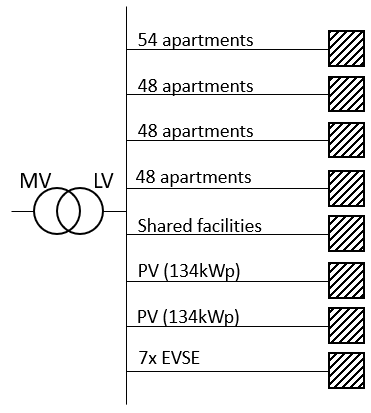 54 apartments
48 apartments
48 apartments
MV
LV
48 apartments
Shared facilities
PV (134kWp)
PV (134kWp)
7x EVSE